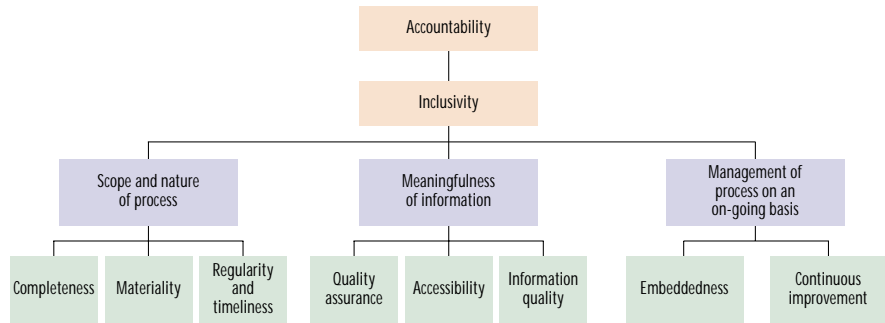 Accountability
Inclusivity
Scope and nature
of process
Meaningfulness
of information
Management of
process on an
on-going basis
Completeness
Materiality
Regularity
and
timeliness
Quality
assurance
Accessibility
Information
quality
Embeddedness
Continuous
improvement